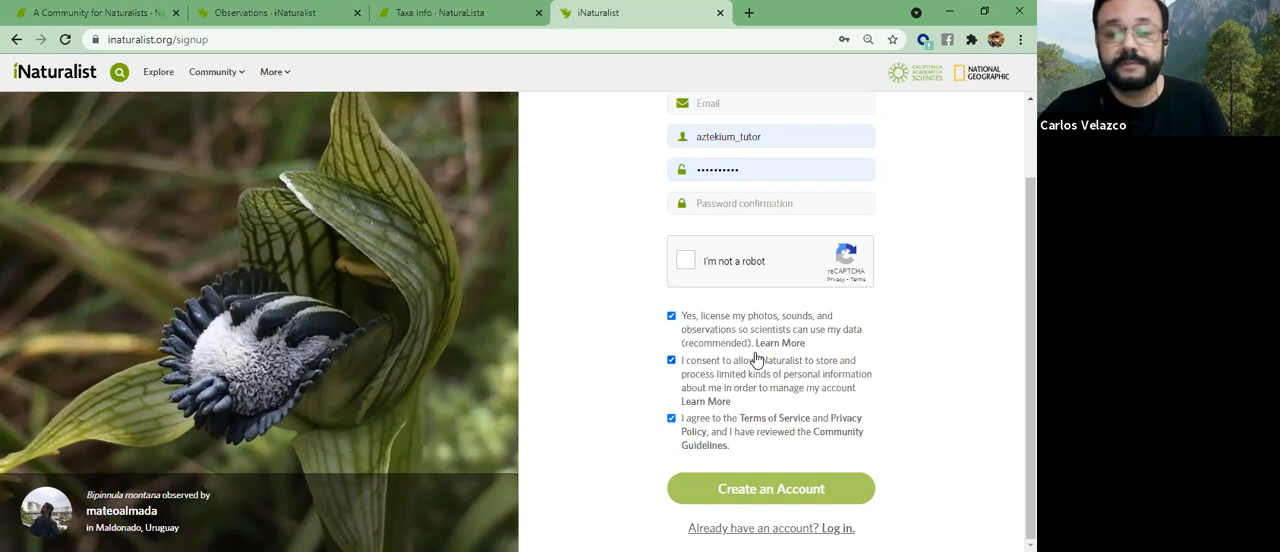 A Community for Naturalists · N
Observations · iNaturalist
Taxa Info · NaturaLista
iNaturalist
inaturalist.org/signup
iNaturalist
Explore
Community
More
CALIFORNIA
ACADEMY OF
SCIENCES
NATIONAL
GEOGRAPHIC
Carlos Velazco
Email
aztekium_tutor
••••••••••
Password confirmation
I'm not a robot
reCAPTCHA
Privacy - Terms
Yes, license my photos, sounds, and
observations so scientists can use my data
(recommended). Learn More
I consent to allow iNaturalist to store and
process limited kinds of personal information
about me in order to manage my account
Learn More
I agree to the Terms of Service and Privacy
Policy, and I have reviewed the Community
Guidelines.
Create an Account
Already have an account? Log in.
Bipinnula montana observed by
mateoalmada
in Maldonado, Uruguay